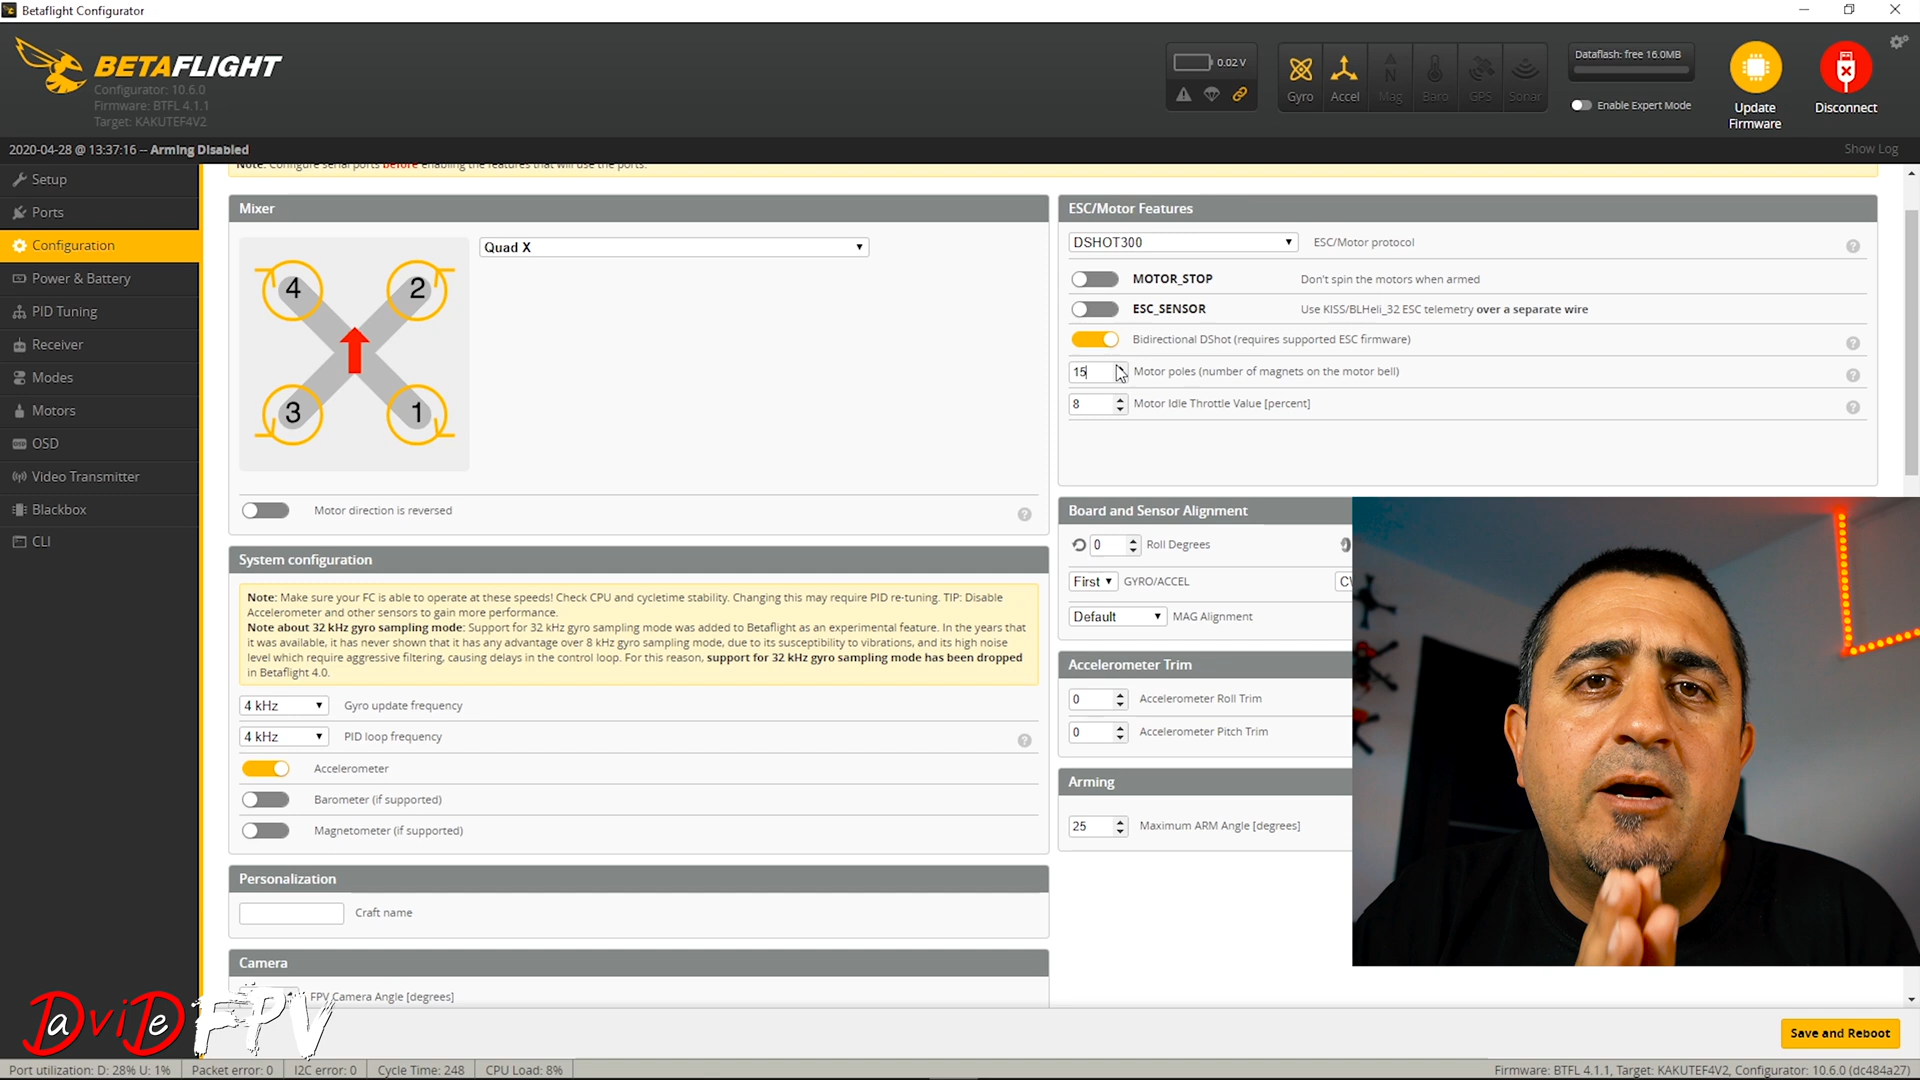 Betaflight Configurator
BETAFLIGHT
Configurator: 10.6.0
Firmware: BTFL 4.1.1
Target: KAKUTEF4V2
0.02 V
Gyro
Accel
Mag
Baro
GPS
Sonar
Dataflash: free 16.0MB
Enable Expert Mode
Update
Firmware
Disconnect
2020-04-28 @ 13:37:16 -- Arming Disabled
Show Log
Setup
Ports
Configuration
Power & Battery
PID Tuning
Receiver
Modes
Motors
OSD
Video Transmitter
Blackbox
CLI
Note: Configure serial ports before enabling the features that will use the ports.
Mixer
Quad X
4
2
3
1
Motor direction is reversed
System configuration
Note: Make sure your FC is able to operate at these speeds! Check CPU and cycletime stability. Changing this may require PID re-tuning. TIP: Disable
Accelerometer and other sensors to gain more performance.
Note about 32 kHz gyro sampling mode: Support for 32 kHz gyro sampling mode was added to Betaflight as an experimental feature. In the years that
it was available, it has never shown that it has any advantage over 8 kHz gyro sampling mode, due to its susceptibility to vibrations, and its high noise
level which require aggressive filtering, causing delays in the control loop. For this reason, support for 32 kHz gyro sampling mode has been dropped
in Betaflight 4.0.
4 kHz Gyro update frequency
4 kHz PID loop frequency
Accelerometer
Barometer (if supported)
Magnetometer (if supported)
Personalization
Craft name
Camera
FPV Camera Angle [degrees]
ESC/Motor Features
DSHOT300 ESC/Motor protocol
MOTOR_STOP Don't spin the motors when armed
ESC_SENSOR Use KISS/BLHeli_32 ESC telemetry over a separate wire
Bidirectional DShot (requires supported ESC firmware)
15 Motor poles (number of magnets on the motor bell)
8 Motor Idle Throttle Value [percent]
Board and Sensor Alignment
0 Roll Degrees
First GYRO/ACCEL
Default MAG Alignment
Accelerometer Trim
0 Accelerometer Roll Trim
0 Accelerometer Pitch Trim
Arming
25 Maximum ARM Angle [degrees]
DaviDe FPV
Save and Reboot
Port utilization: D: 28% U: 1%
Packet error: 0
I2C error: 0
Cycle Time: 248
CPU Load: 8%
Firmware: BTFL 4.1.1, Target: KAKUTEF4V2, Configurator: 10.6.0 (dc484a27)